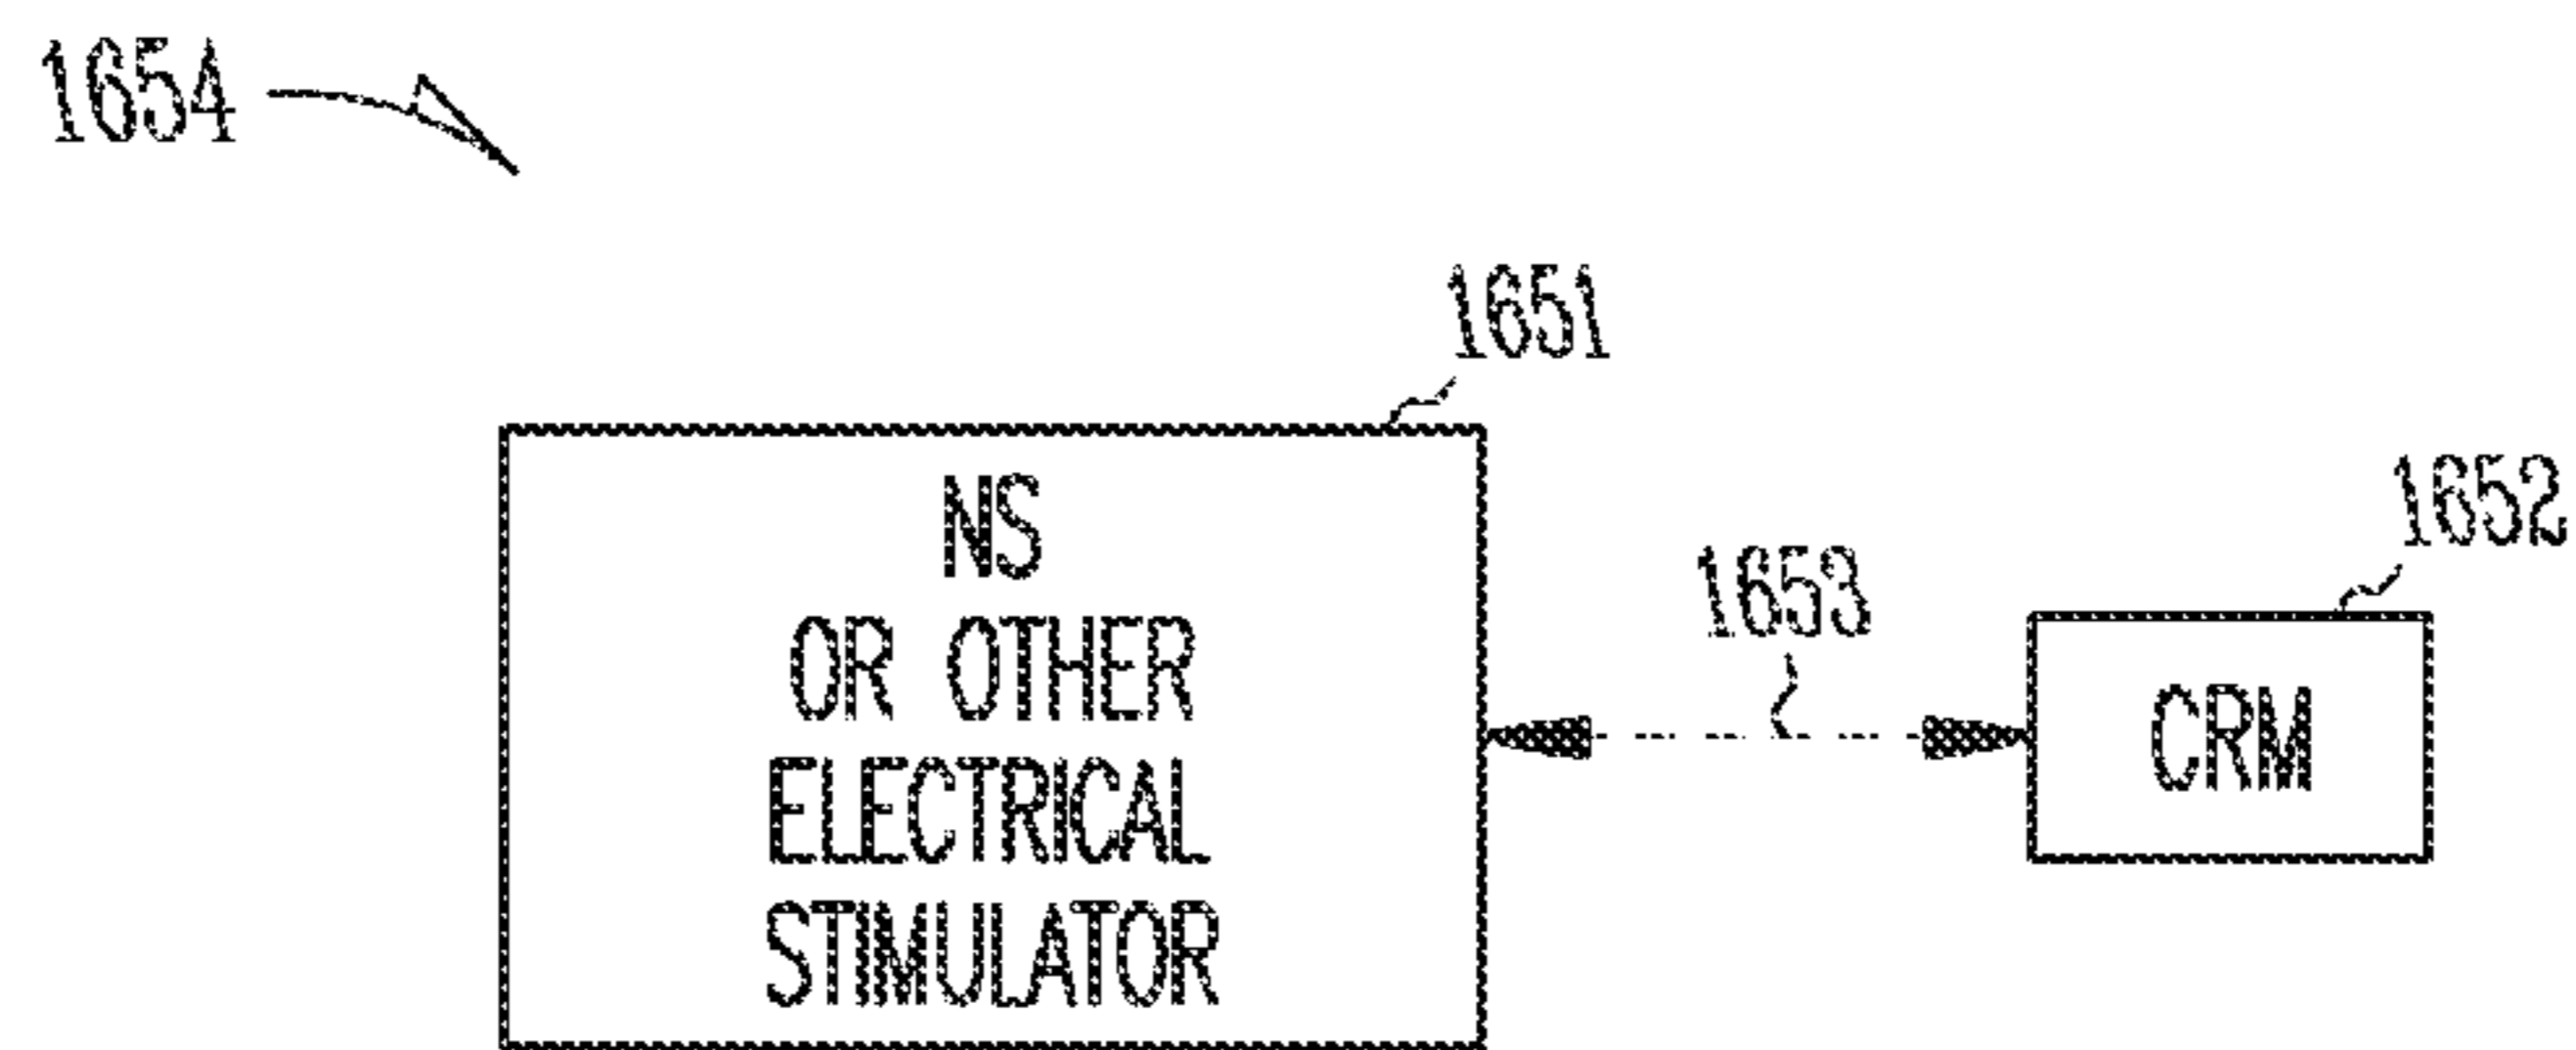 1654
1651
NS
OR OTHER
ELECTRICAL
STIMULATOR
1653
1652
CRM